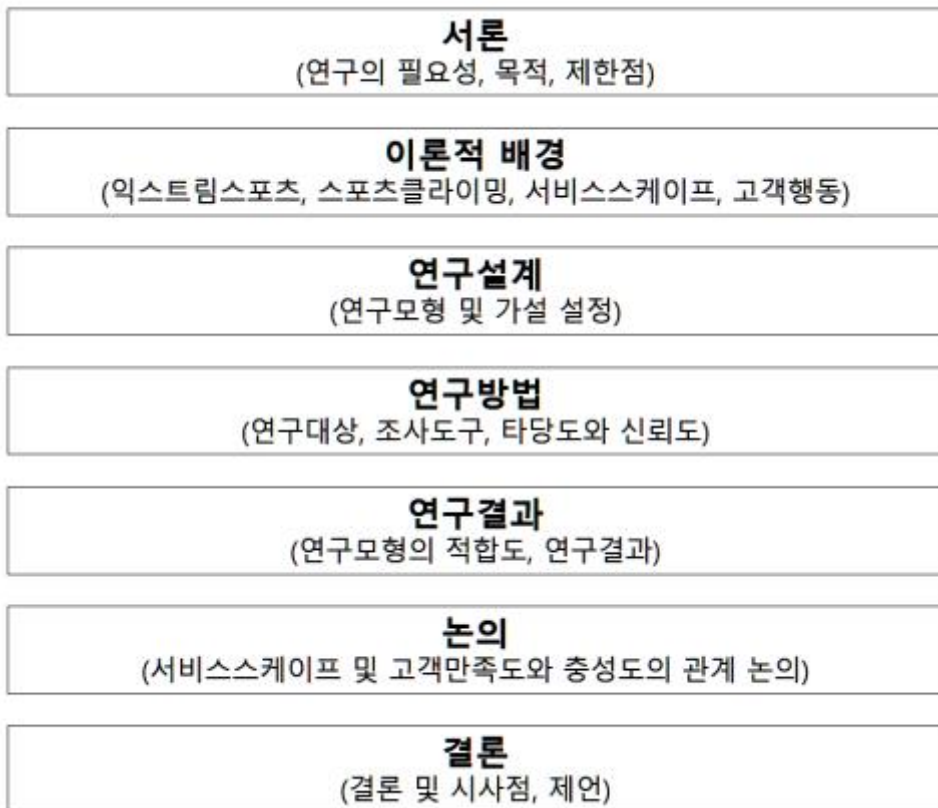 서론
(연구의 필요성, 목적, 제한점)
이론적 배경
(익스트림스포츠, 스포츠클라이밍, 서비스스케이프, 고객행동)
연구설계
(연구모형 및 가설 설정)
연구방법
(연구대상, 조사도구, 타당도와 신뢰도)
연구결과
(연구모형의 적합도, 연구결과)
논의
(서비스스케이프 및 고객만족도와 충성도의 관계 논의)
결론
(결론 및 시사점, 제언)